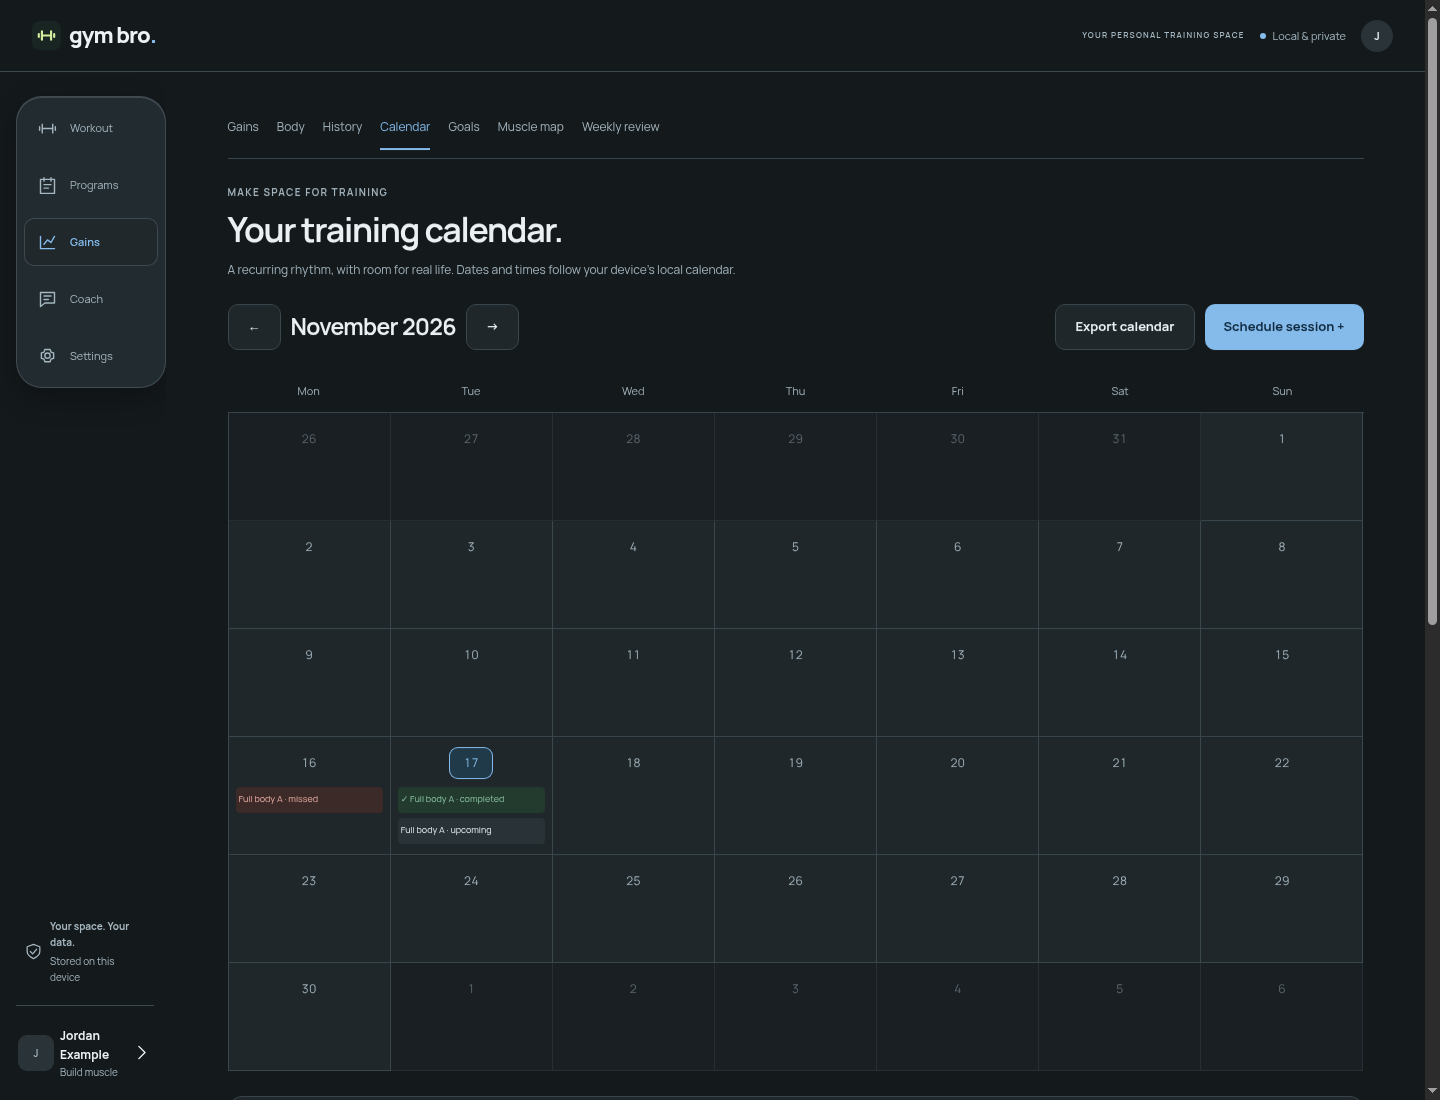 gym bro.
YOUR PERSONAL TRAINING SPACE
Local & private
J
Workout
Programs
Gains
Coach
Settings
Gains Body History Calendar Goals Muscle map Weekly review
MAKE SPACE FOR TRAINING
Your training calendar.
A recurring rhythm, with room for real life. Dates and times follow your device's local calendar.
← November 2026 →
Export calendar
Schedule session +
Mon Tue Wed Thu Fri Sat Sun
26 27 28 29 30 31 1
2 3 4 5 6 7 8
9 10 11 12 13 14 15
16 17 18 19 20 21 22
Full body A · missed
✓ Full body A · completed
Full body A · upcoming
23 24 25 26 27 28 29
30 1 2 3 4 5 6
Your space. Your
data.
Stored on this
device
J
Jordan
Example
Build muscle